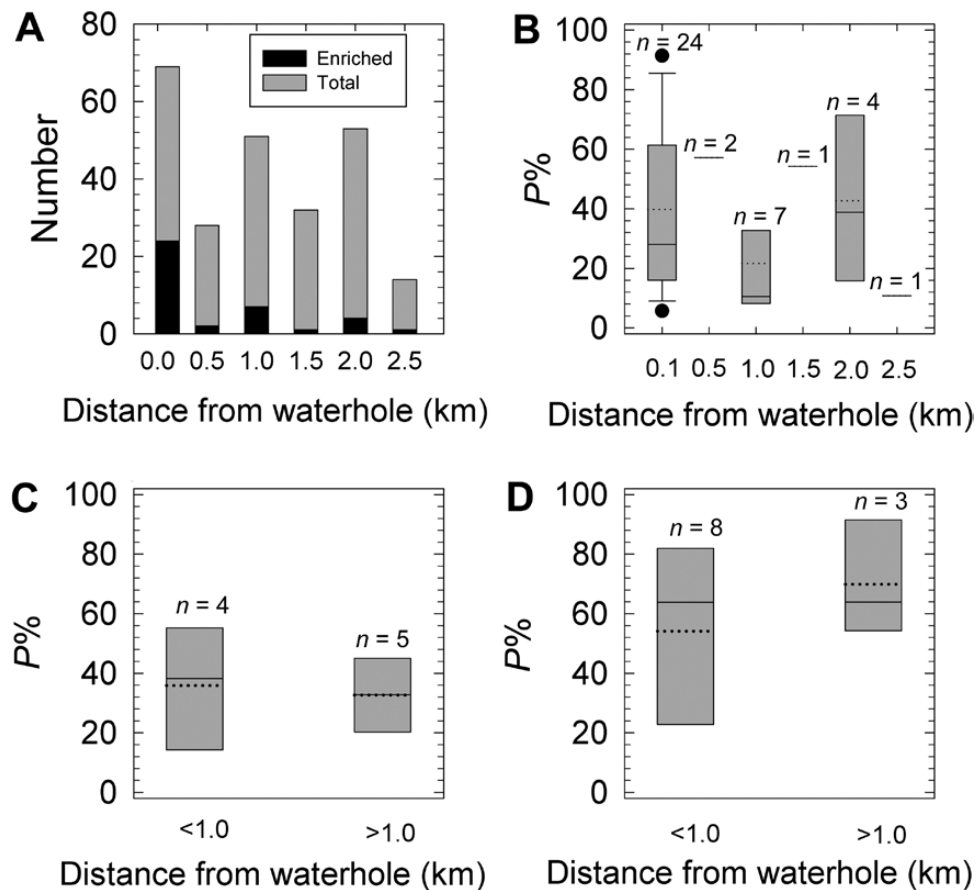 A
80
60
40
20
0
Number
Enriched
Total
0.0 0.5 1.0 1.5 2.0 2.5
Distance from waterhole (km)
B
100
80
60
40
20
0
P%
n = 24
n = 2
n = 7
n = 1
n = 4
n = 1
0.1 0.5 1.0 1.5 2.0 2.5
Distance from waterhole (km)
C
100
80
60
40
20
0
P%
n = 4
n = 5
<1.0 >1.0
Distance from waterhole (km)
D
100
80
60
40
20
0
P%
n = 8
n = 3
<1.0 >1.0
Distance from waterhole (km)